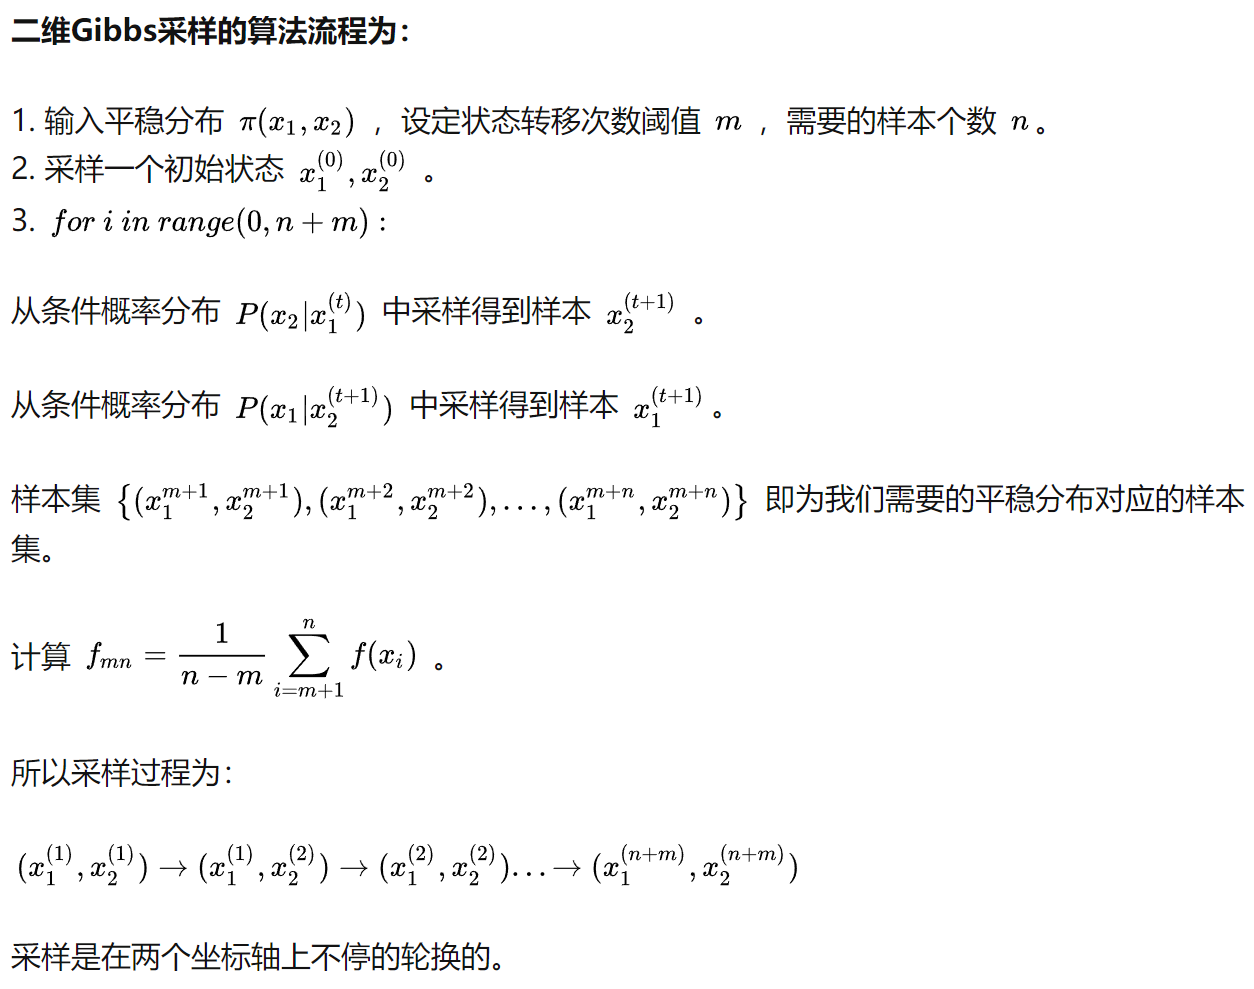 二维Gibbs采样的算法流程为：
1. 输入平稳分布 $\pi(x_1, x_2)$ ，设定状态转移次数阈值 $m$ ，需要的样本个数 $n$ 。
2. 采样一个初始状态 $x_1^{(0)}, x_2^{(0)}$ 。
3. $for\ i\ in\ range(0, n+m):$
从条件概率分布 $P(x_2|x_1^{(t)})$ 中采样得到样本 $x_2^{(t+1)}$ 。
从条件概率分布 $P(x_1|x_2^{(t+1)})$ 中采样得到样本 $x_1^{(t+1)}$ 。
样本集 $\{(x_1^{m+1}, x_2^{m+1}), (x_1^{m+2}, x_2^{m+2}), \ldots, (x_1^{m+n}, x_2^{m+n})\}$ 即为我们需要的平稳分布对应的样本
集。
计算 $f_{mn} = \frac{1}{n-m} \sum_{i=m+1}^{n} f(x_i)$ 。
所以采样过程为：
$(x_1^{(1)}, x_2^{(1)}) \to (x_1^{(1)}, x_2^{(2)}) \to (x_1^{(2)}, x_2^{(2)}) \ldots \to (x_1^{(n+m)}, x_2^{(n+m)})$
采样是在两个坐标轴上不停的轮换的。